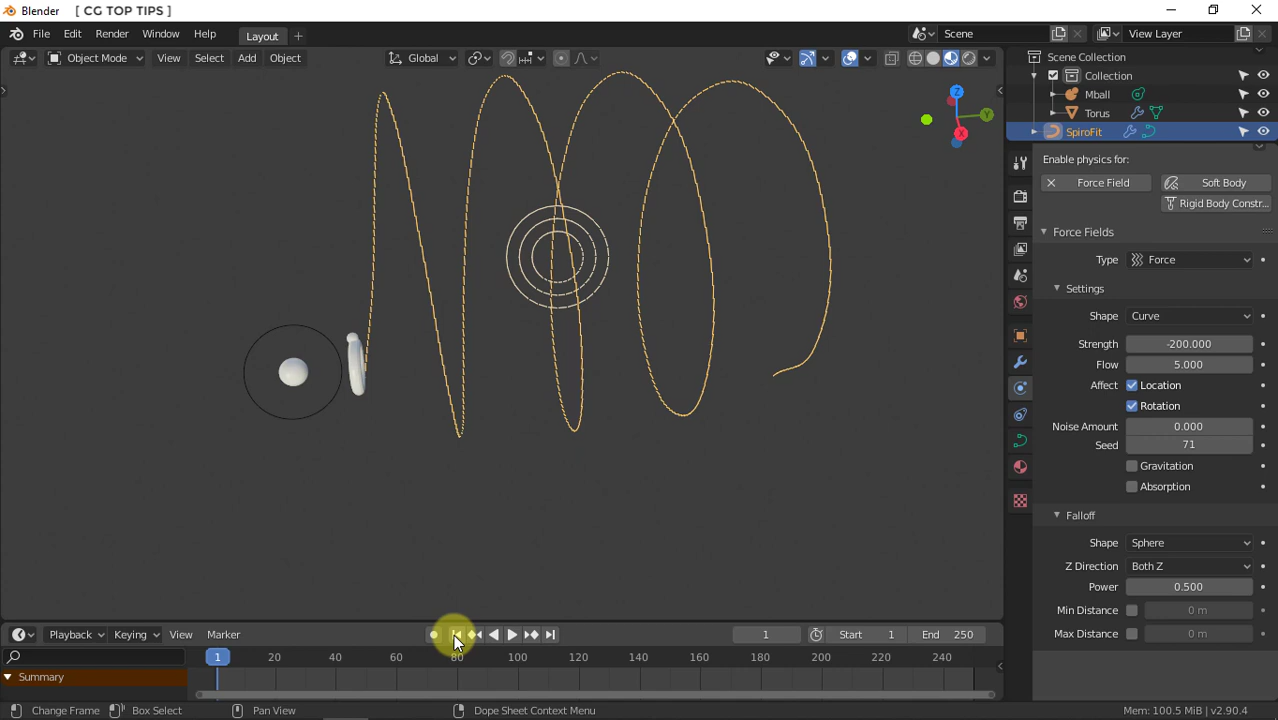 Blender [ CG TOP TIPS ]
File Edit Render Window Help Layout + Scene View Layer
Object Mode View Select Add Object Global
Scene Collection
Collection
Mball
Torus
SpiroFit
Z
Y
X
Enable physics for:
Force Field Soft Body
Rigid Body Constr...
Force Fields
Type Force
Settings
Shape Curve
Strength -200.000
Flow 5.000
Affect Location
Rotation
Noise Amount 0.000
Seed 71
Gravitation
Absorption
Falloff
Shape Sphere
Z Direction Both Z
Power 0.500
Min Distance 0 m
Max Distance 0 m
Playback Keying View Marker 1 Start 1 End 250
1 20 40 60 80 100 120 140 160 180 200 220 240
Summary
Change Frame Box Select Pan View Dope Sheet Context Menu Mem: 100.5 MiB | v2.90.4